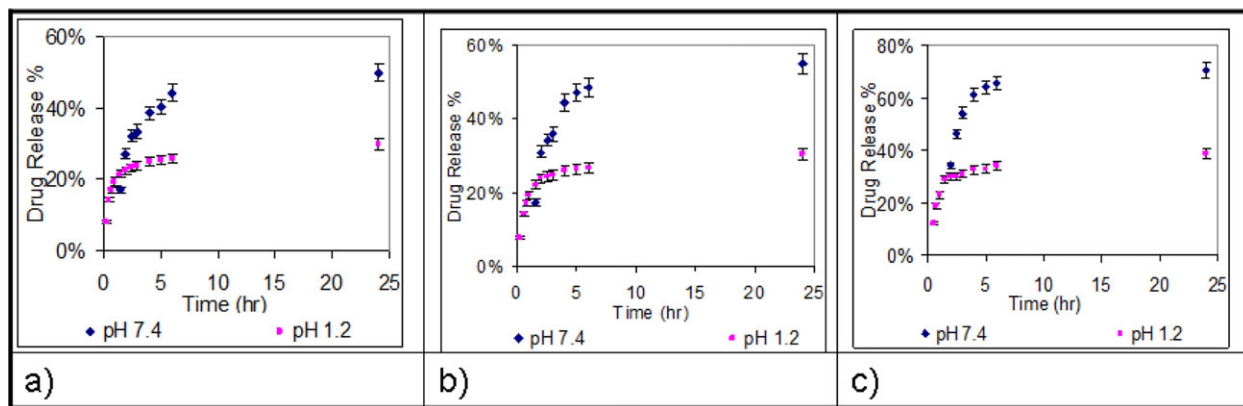 60%
40%
20%
0%
Drug Release %
0 5 10 15 20 25
Time (hr)
pH 7.4 pH 1.2
a)
60%
40%
20%
0%
Drug Release %
0 5 10 15 20 25
Time (hr)
pH 7.4 pH 1.2
b)
80%
60%
40%
20%
0%
Drug Release %
0 5 10 15 20 25
Time (hr)
pH 7.4 pH 1.2
c)